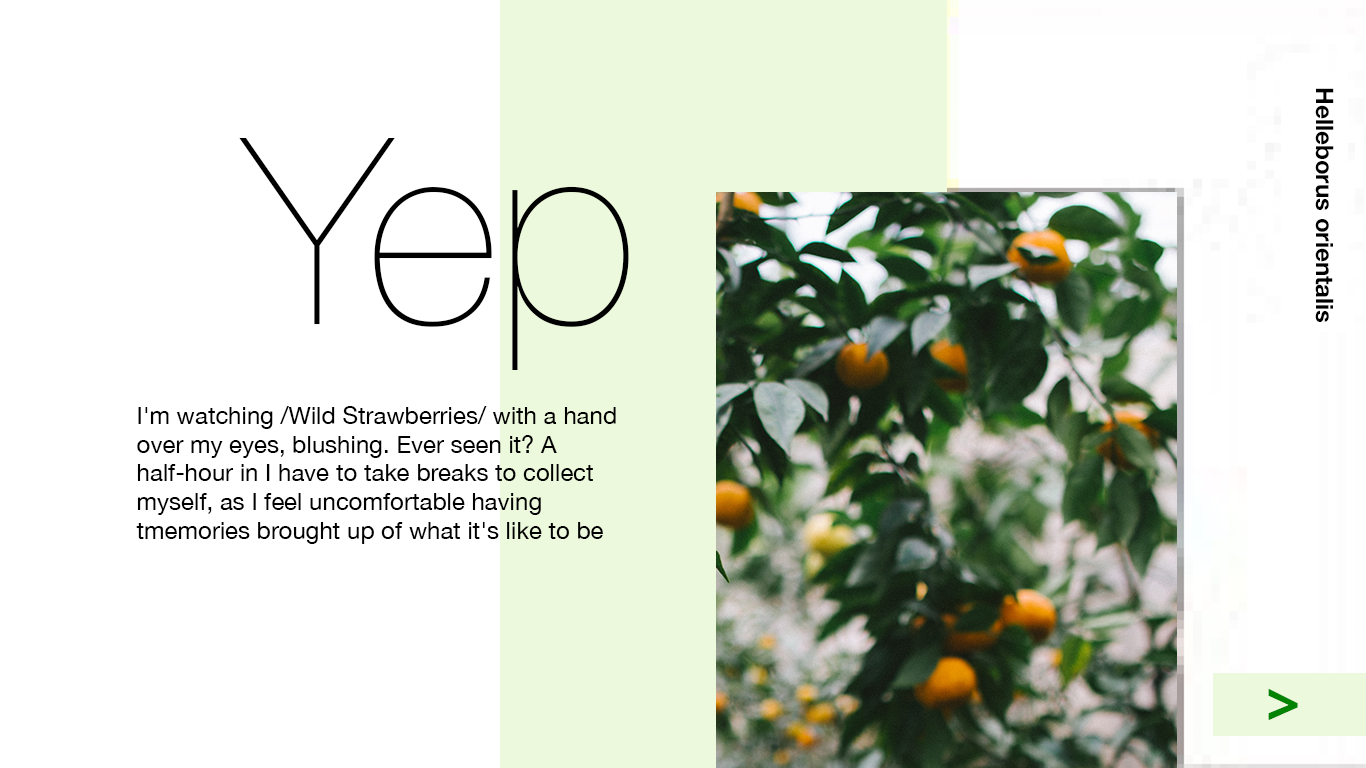 Yep
I'm watching /Wild Strawberries/ with a hand
over my eyes, blushing. Ever seen it? A
half-hour in I have to take breaks to collect
myself, as I feel uncomfortable having
tmemories brought up of what it's like to be
Helleborus orientalis
>